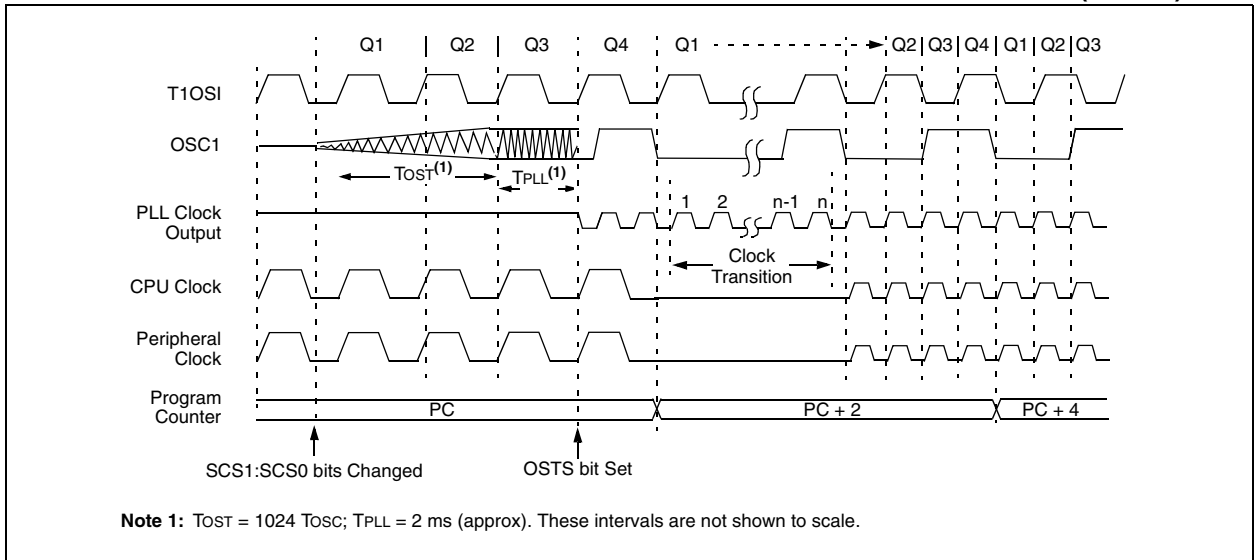 Q1 Q2 Q3 Q4 Q1 Q2 Q3 Q4 Q1 Q2 Q3
T1OSI
OSC1
TOST(1) TPLL(1)
PLL Clock
Output
1 2 n-1 n
Clock
Transition
CPU Clock
Peripheral
Clock
Program
Counter
PC PC + 2 PC + 4
SCS1:SCS0 bits Changed
OSTS bit Set
Note 1: TOST = 1024 TOSC; TPLL = 2 ms (approx). These intervals are not shown to scale.